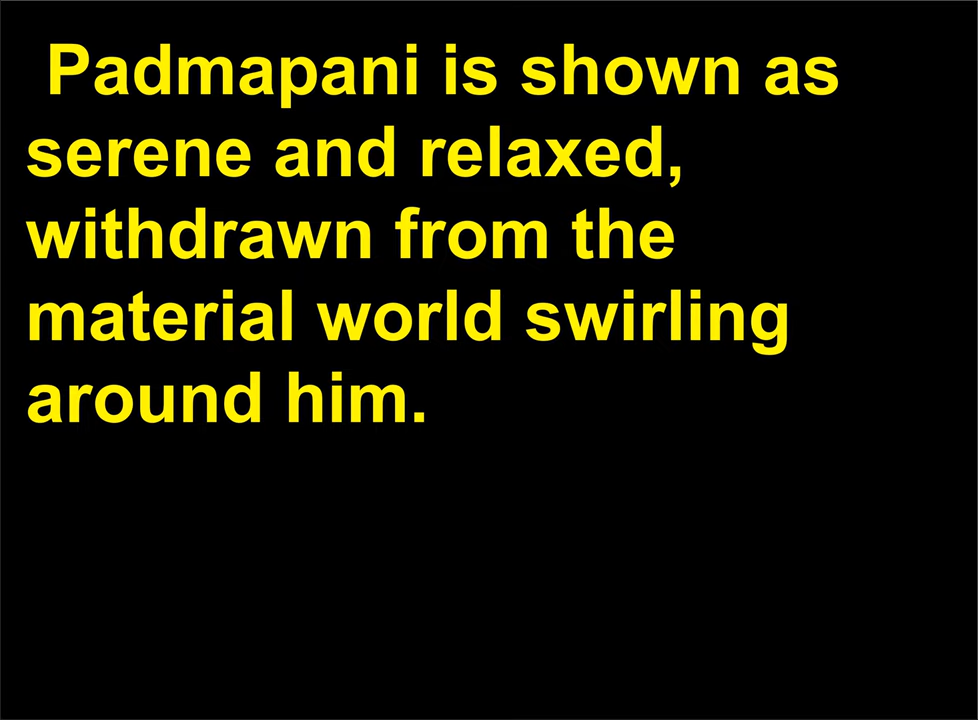 Padmapani is shown as
serene and relaxed,
withdrawn from the
material world swirling
around him.